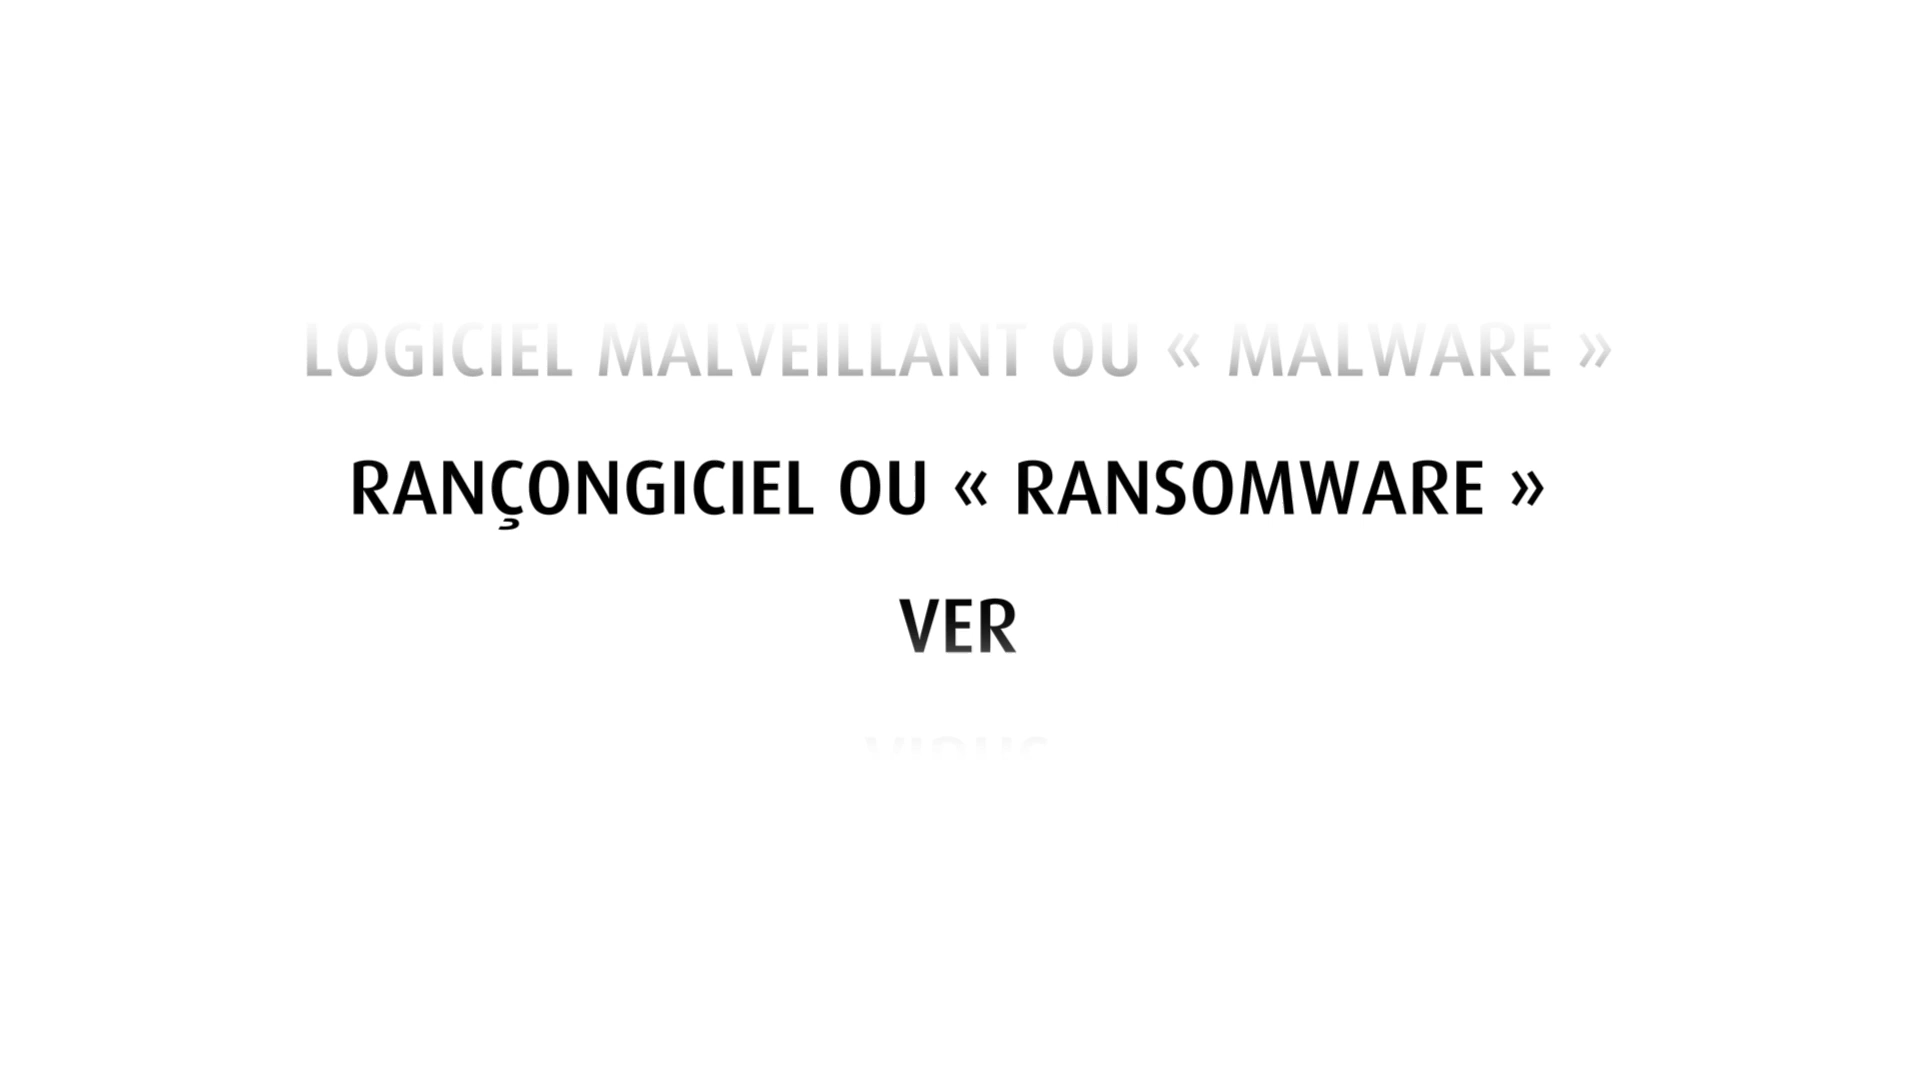 LOGICIEL MALVEILLANT OU « MALWARE »
RANÇONGICIEL OU « RANSOMWARE »
VER